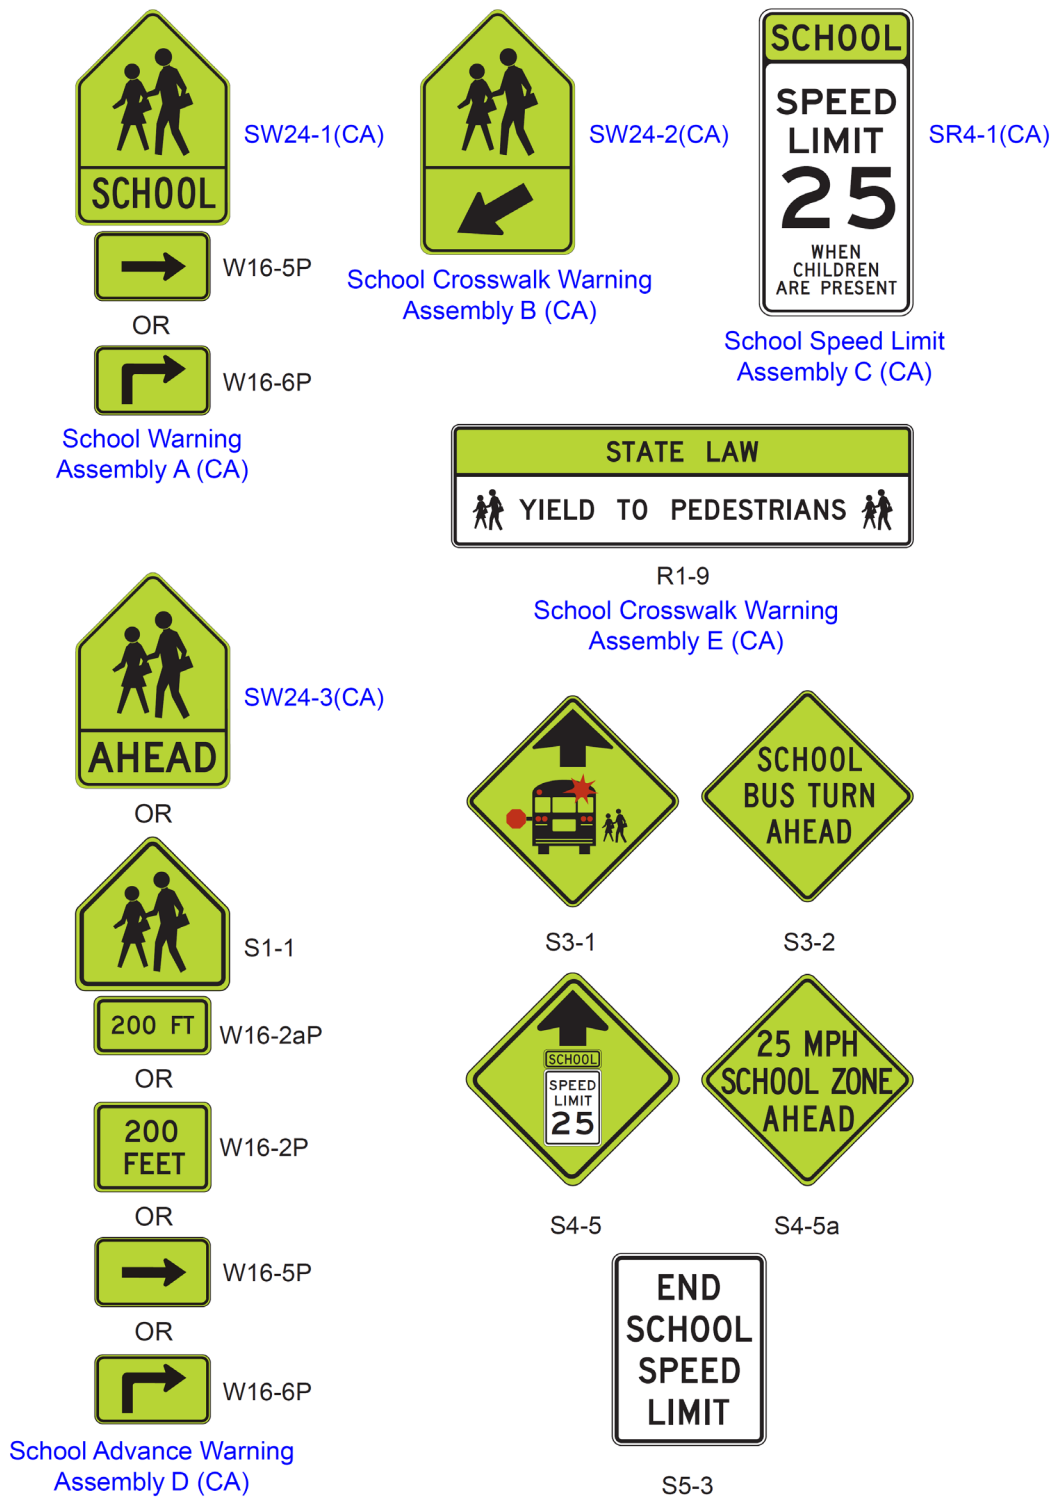 SCHOOL
SW24-1(CA)
W16-5P
OR
W16-6P
School Warning
Assembly A (CA)
SW24-2(CA)
School Crosswalk Warning
Assembly B (CA)
SCHOOL
SPEED
LIMIT
25
WHEN
CHILDREN
ARE PRESENT
SR4-1(CA)
School Speed Limit
Assembly C (CA)
STATE LAW
YIELD TO PEDESTRIANS
R1-9
School Crosswalk Warning
Assembly E (CA)
AHEAD
SW24-3(CA)
OR
S1-1
200 FT
W16-2aP
OR
200
FEET
W16-2P
OR
W16-5P
OR
W16-6P
School Advance Warning
Assembly D (CA)
S3-1
SCHOOL
BUS TURN
AHEAD
S3-2
SCHOOL
SPEED
LIMIT
25
S4-5
25 MPH
SCHOOL ZONE
AHEAD
S4-5a
END
SCHOOL
SPEED
LIMIT
S5-3